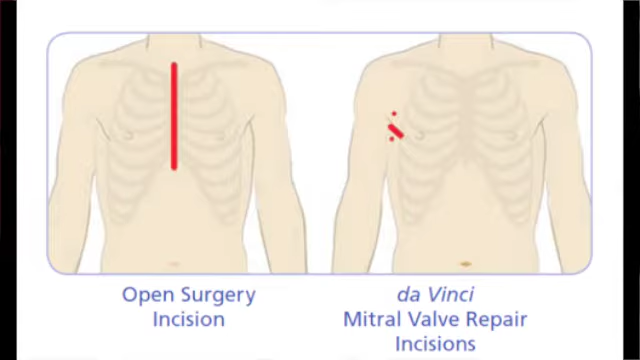 Open Surgery
Incision
da Vinci
Mitral Valve Repair
Incisions